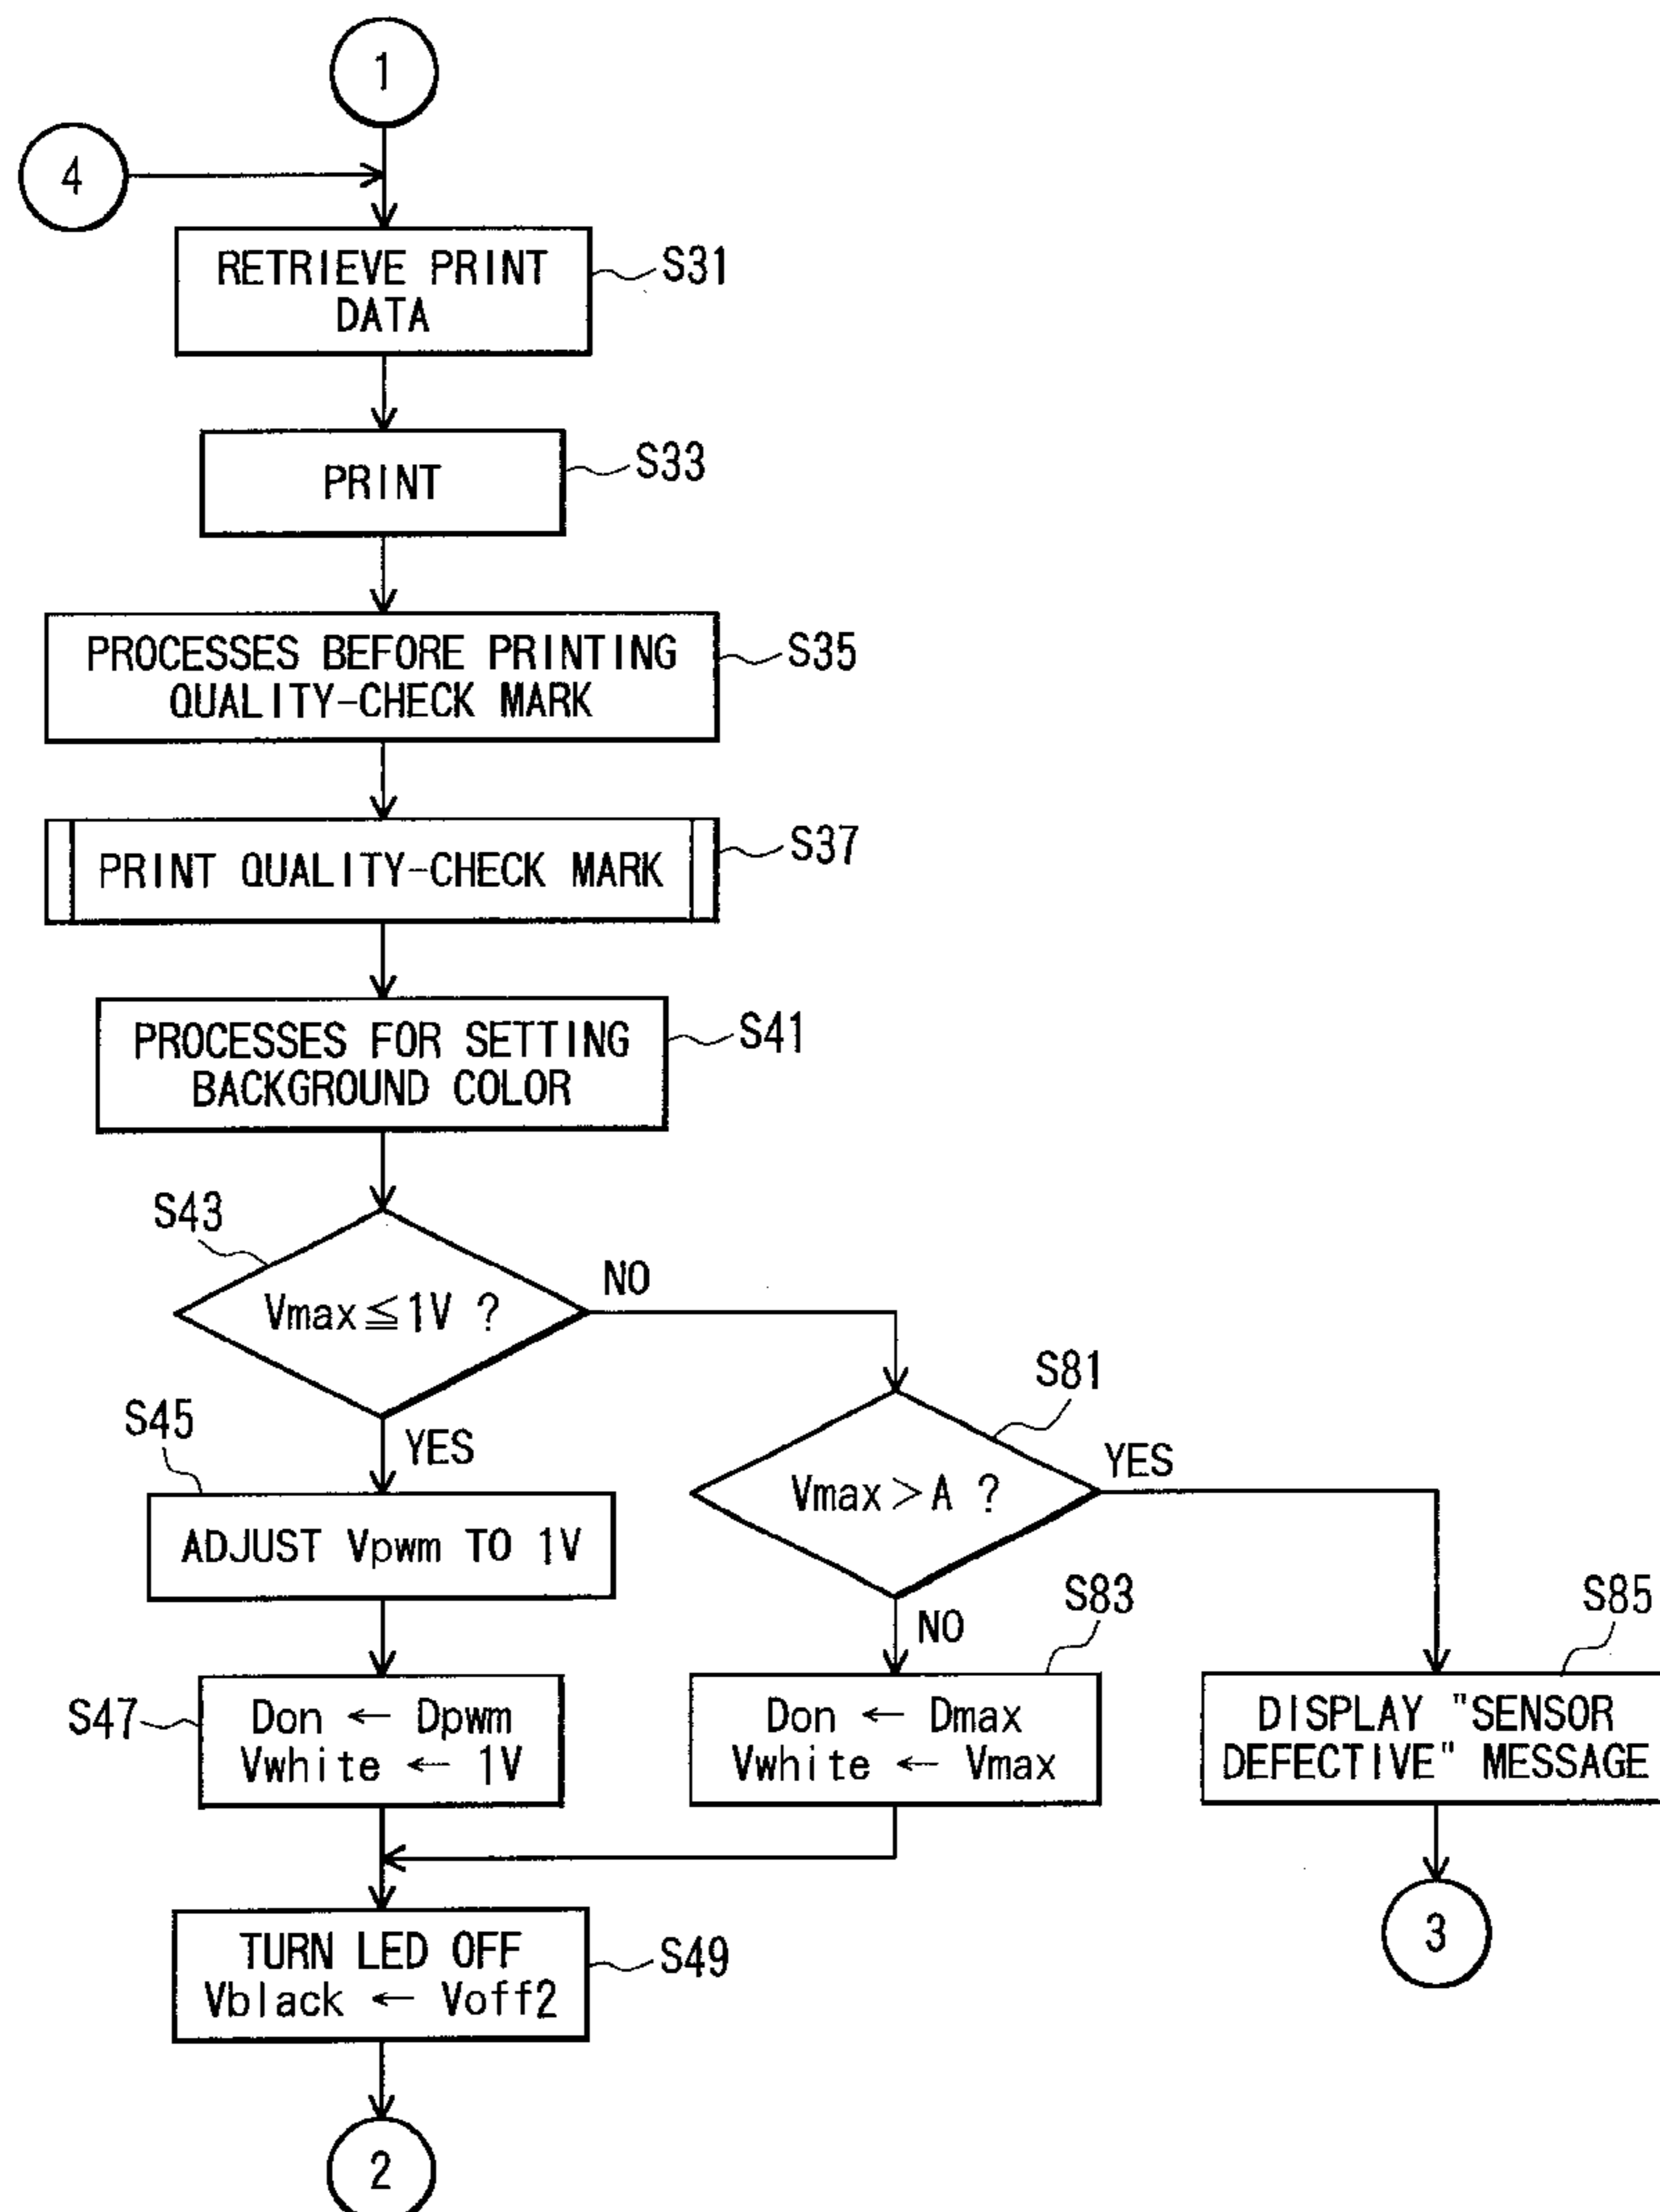 1
4
RETRIEVE PRINT
DATA
S31
PRINT
S33
PROCESSES BEFORE PRINTING
QUALITY-CHECK MARK
S35
PRINT QUALITY-CHECK MARK
S37
PROCESSES FOR SETTING
BACKGROUND COLOR
S41
S43
Vmax≦1V ?
NO
YES
S81
Vmax>A ?
YES
NO
S45
ADJUST Vpwm TO 1V
S47
Don ← Dpwm
Vwhite ← 1V
S83
Don ← Dmax
Vwhite ← Vmax
S85
DISPLAY "SENSOR
DEFECTIVE" MESSAGE
3
TURN LED OFF
Vblack ← Voff2
S49
2